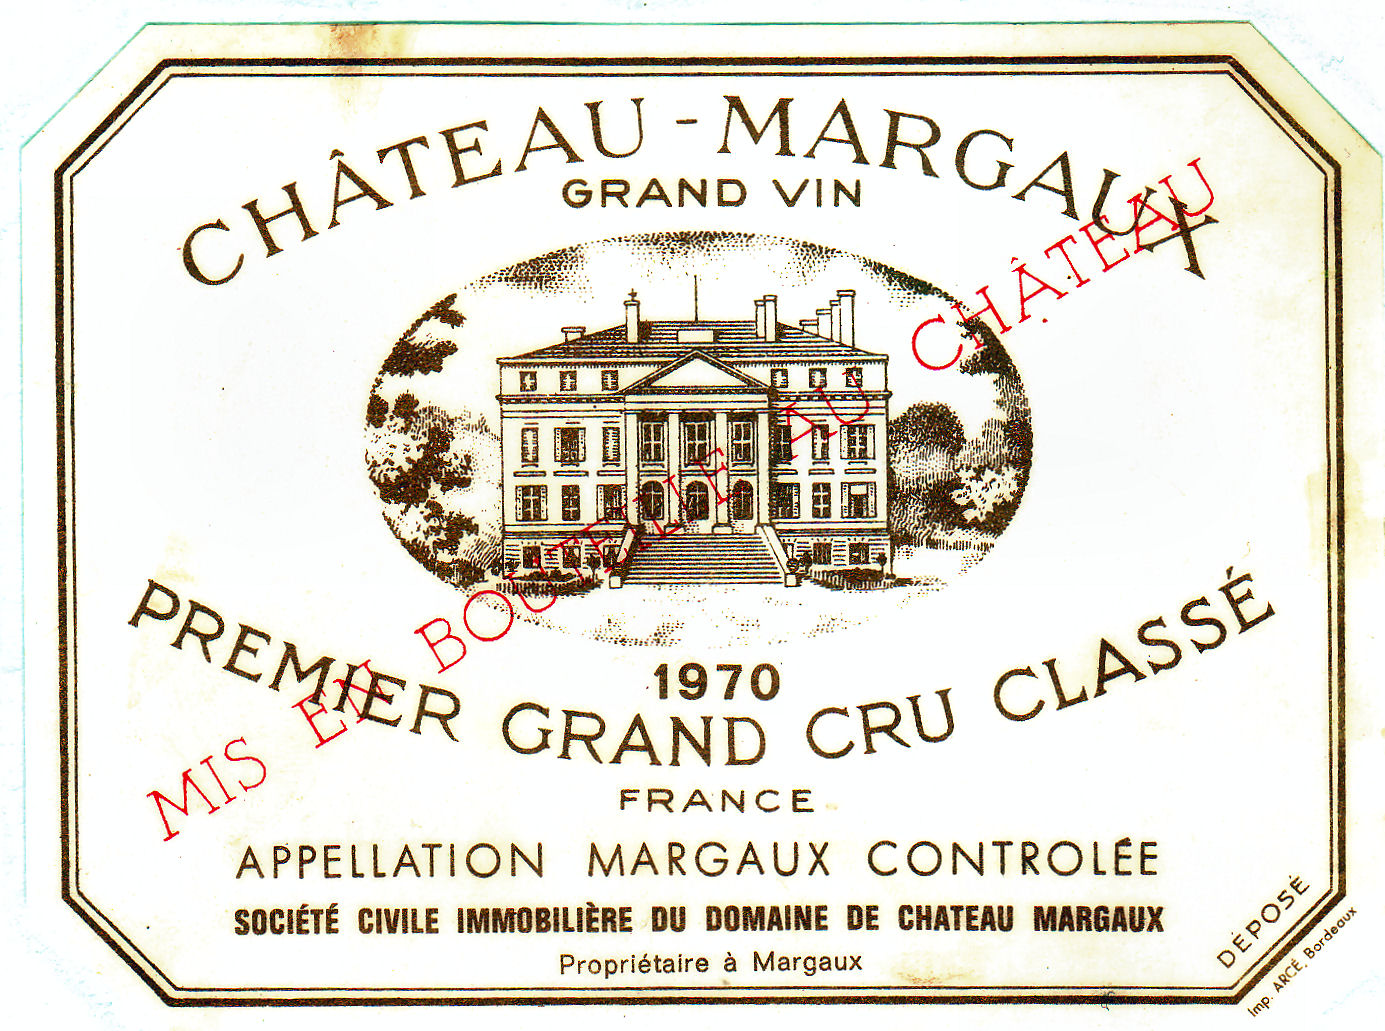 CHÂTEAU-MARGAUX
GRAND VIN
MIS EN BOUTEILLE AU CHÂTEAU
1970
PREMIER GRAND CRU CLASSÉ
FRANCE
APPELLATION MARGAUX CONTROLÉE
SOCIÉTÉ CIVILE IMMOBILIÈRE DU DOMAINE DE CHATEAU MARGAUX
Propriétaire à Margaux
DÉPOSÉ
Imp. ARCÉ. Bordeaux